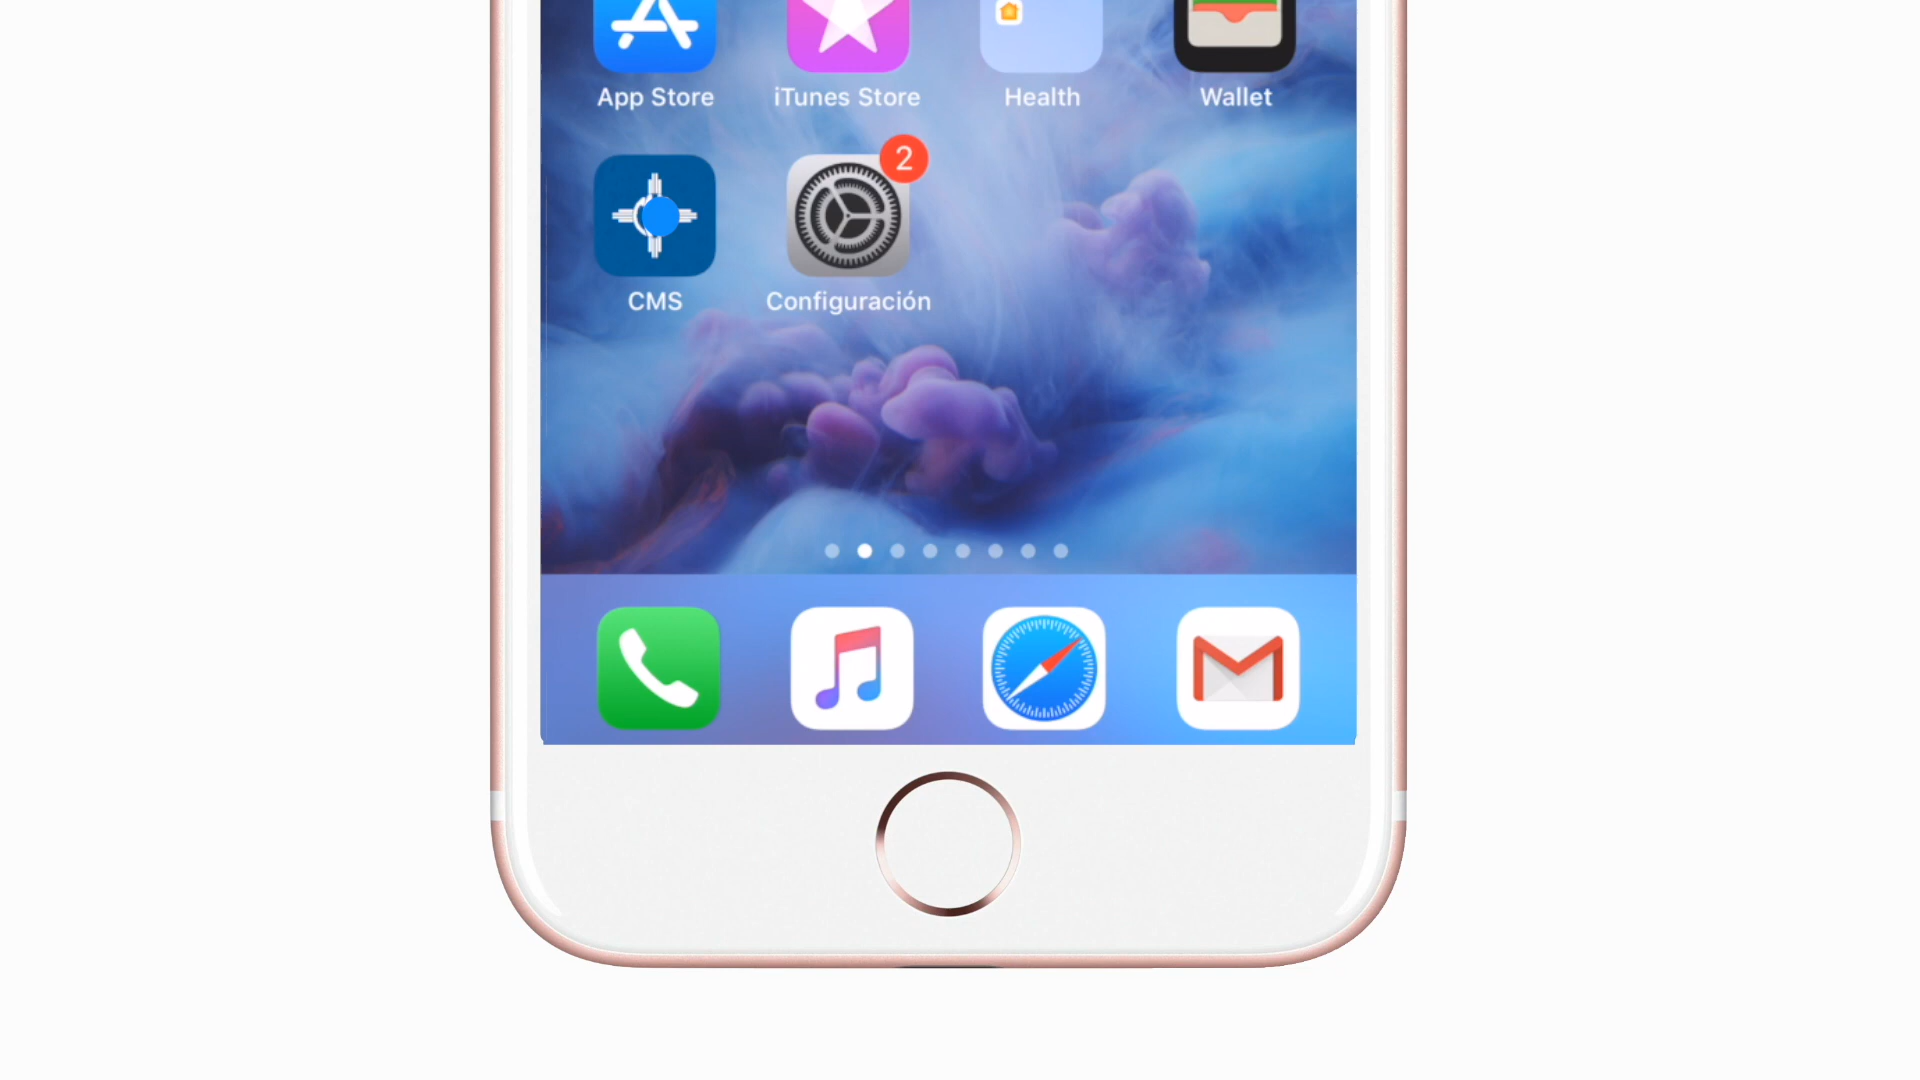 App Store
iTunes Store
Health
Wallet
2
CMS
Configuración